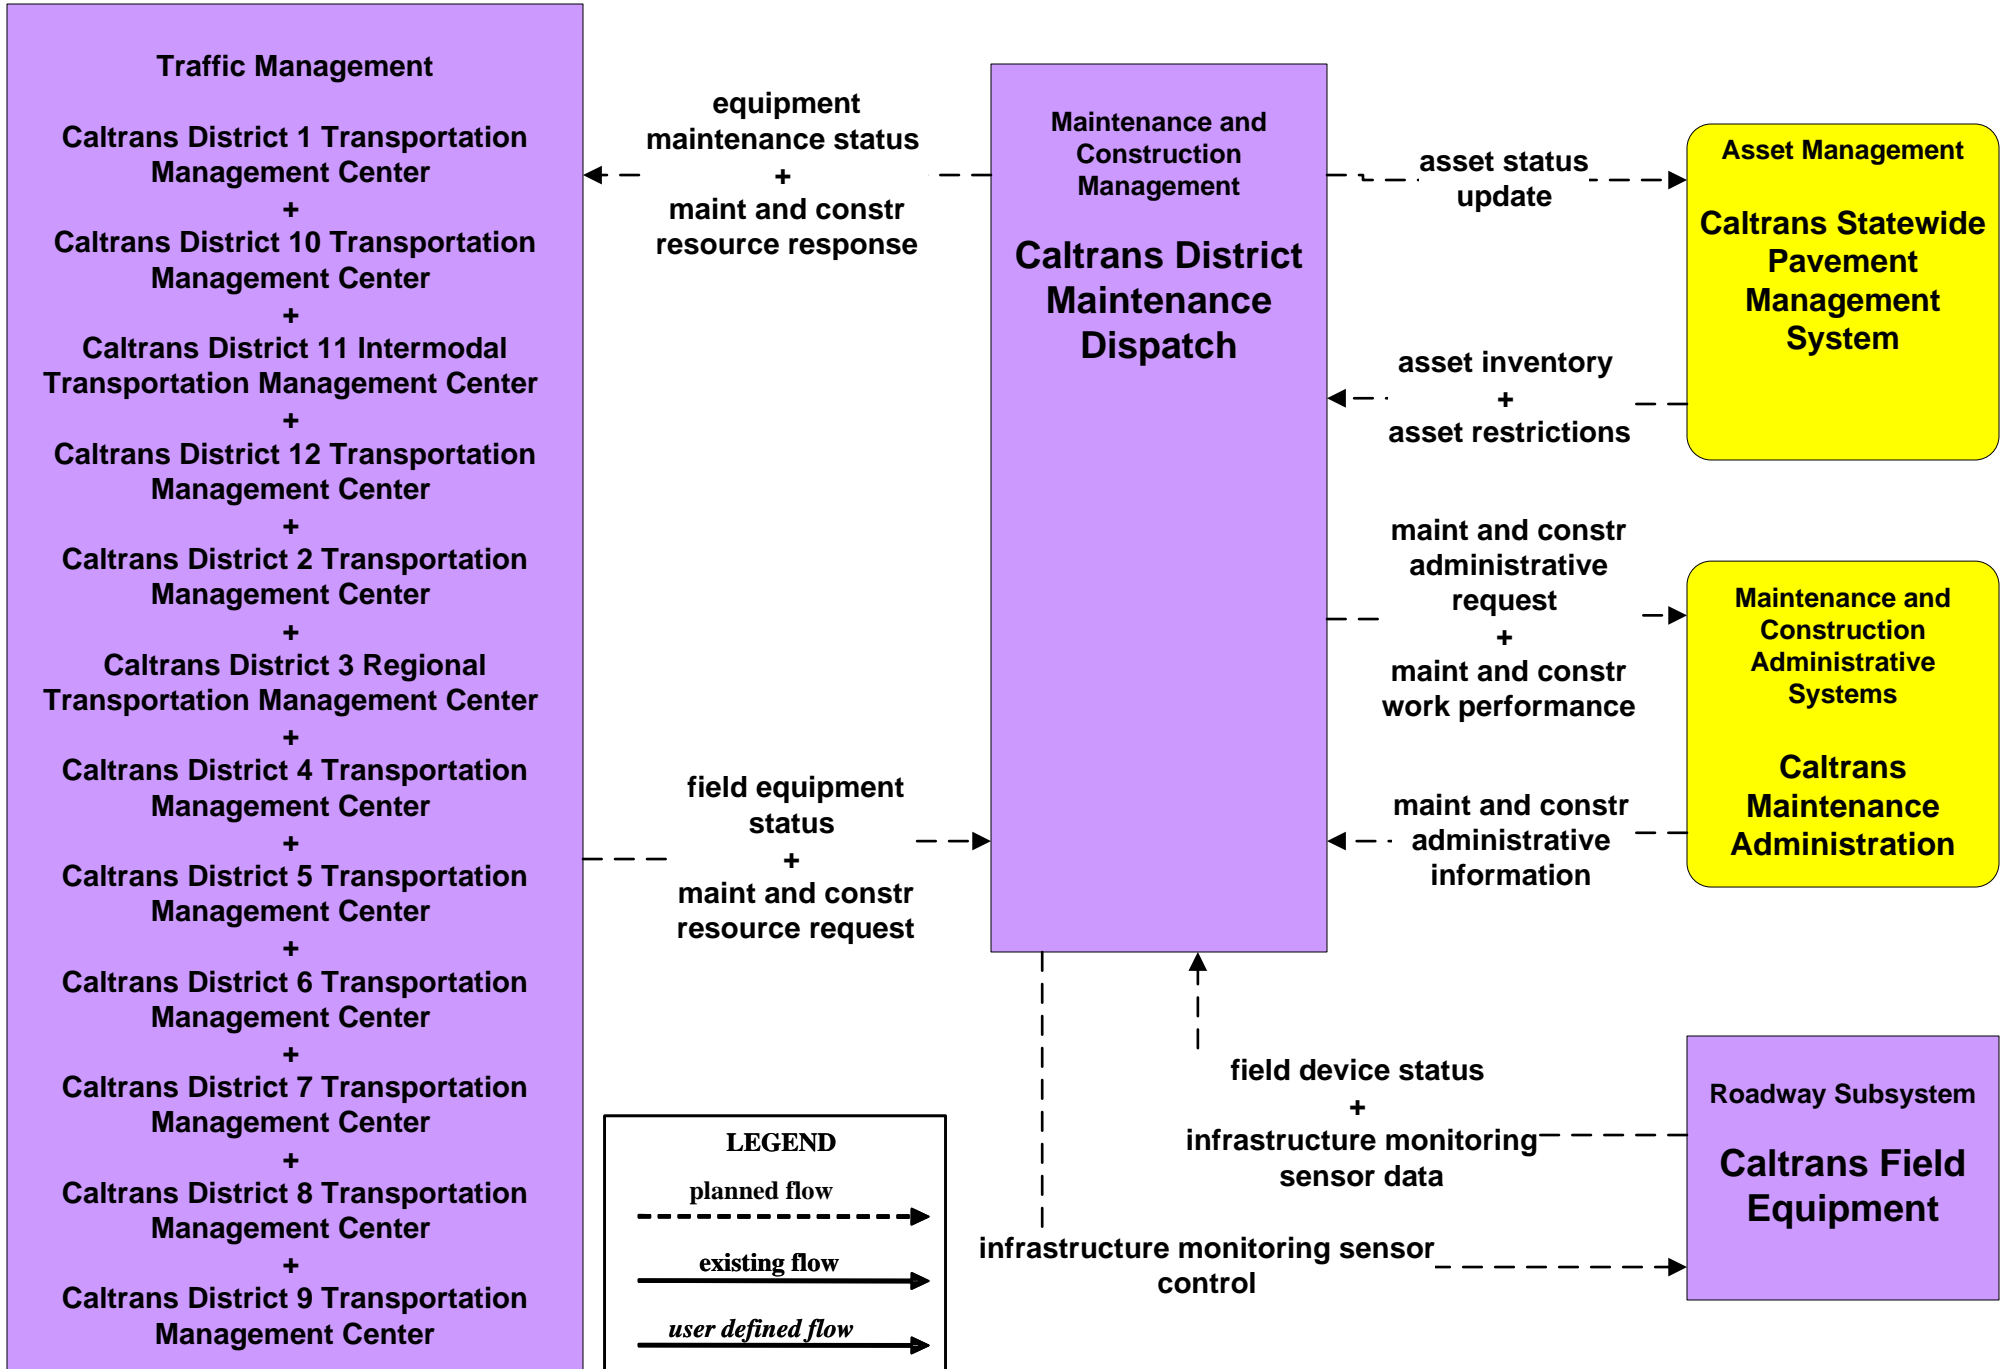 Traffic Management
Caltrans District 1 Transportation
Management Center
+
Caltrans District 10 Transportation
Management Center
+
Caltrans District 11 Intermodal
Transportation Management Center
+
Caltrans District 12 Transportation
Management Center
+
Caltrans District 2 Transportation
Management Center
+
Caltrans District 3 Regional
Transportation Management Center
+
Caltrans District 4 Transportation
Management Center
+
Caltrans District 5 Transportation
Management Center
+
Caltrans District 6 Transportation
Management Center
+
Caltrans District 7 Transportation
Management Center
+
Caltrans District 8 Transportation
Management Center
+
Caltrans District 9 Transportation
Management Center
equipment
maintenance status
+
maint and constr
resource response
field equipment
status
+
maint and constr
resource request
LEGEND
planned flow
existing flow
user defined flow
Maintenance and
Construction
Management
Caltrans District
Maintenance
Dispatch
asset status
update
asset inventory
+
asset restrictions
maint and constr
administrative
request
+
maint and constr
work performance
maint and constr
administrative
information
field device status
+
infrastructure monitoring
sensor data
infrastructure monitoring sensor
control
Asset Management
Caltrans Statewide
Pavement
Management
System
Maintenance and
Construction
Administrative
Systems
Caltrans
Maintenance
Administration
Roadway Subsystem
Caltrans Field
Equipment